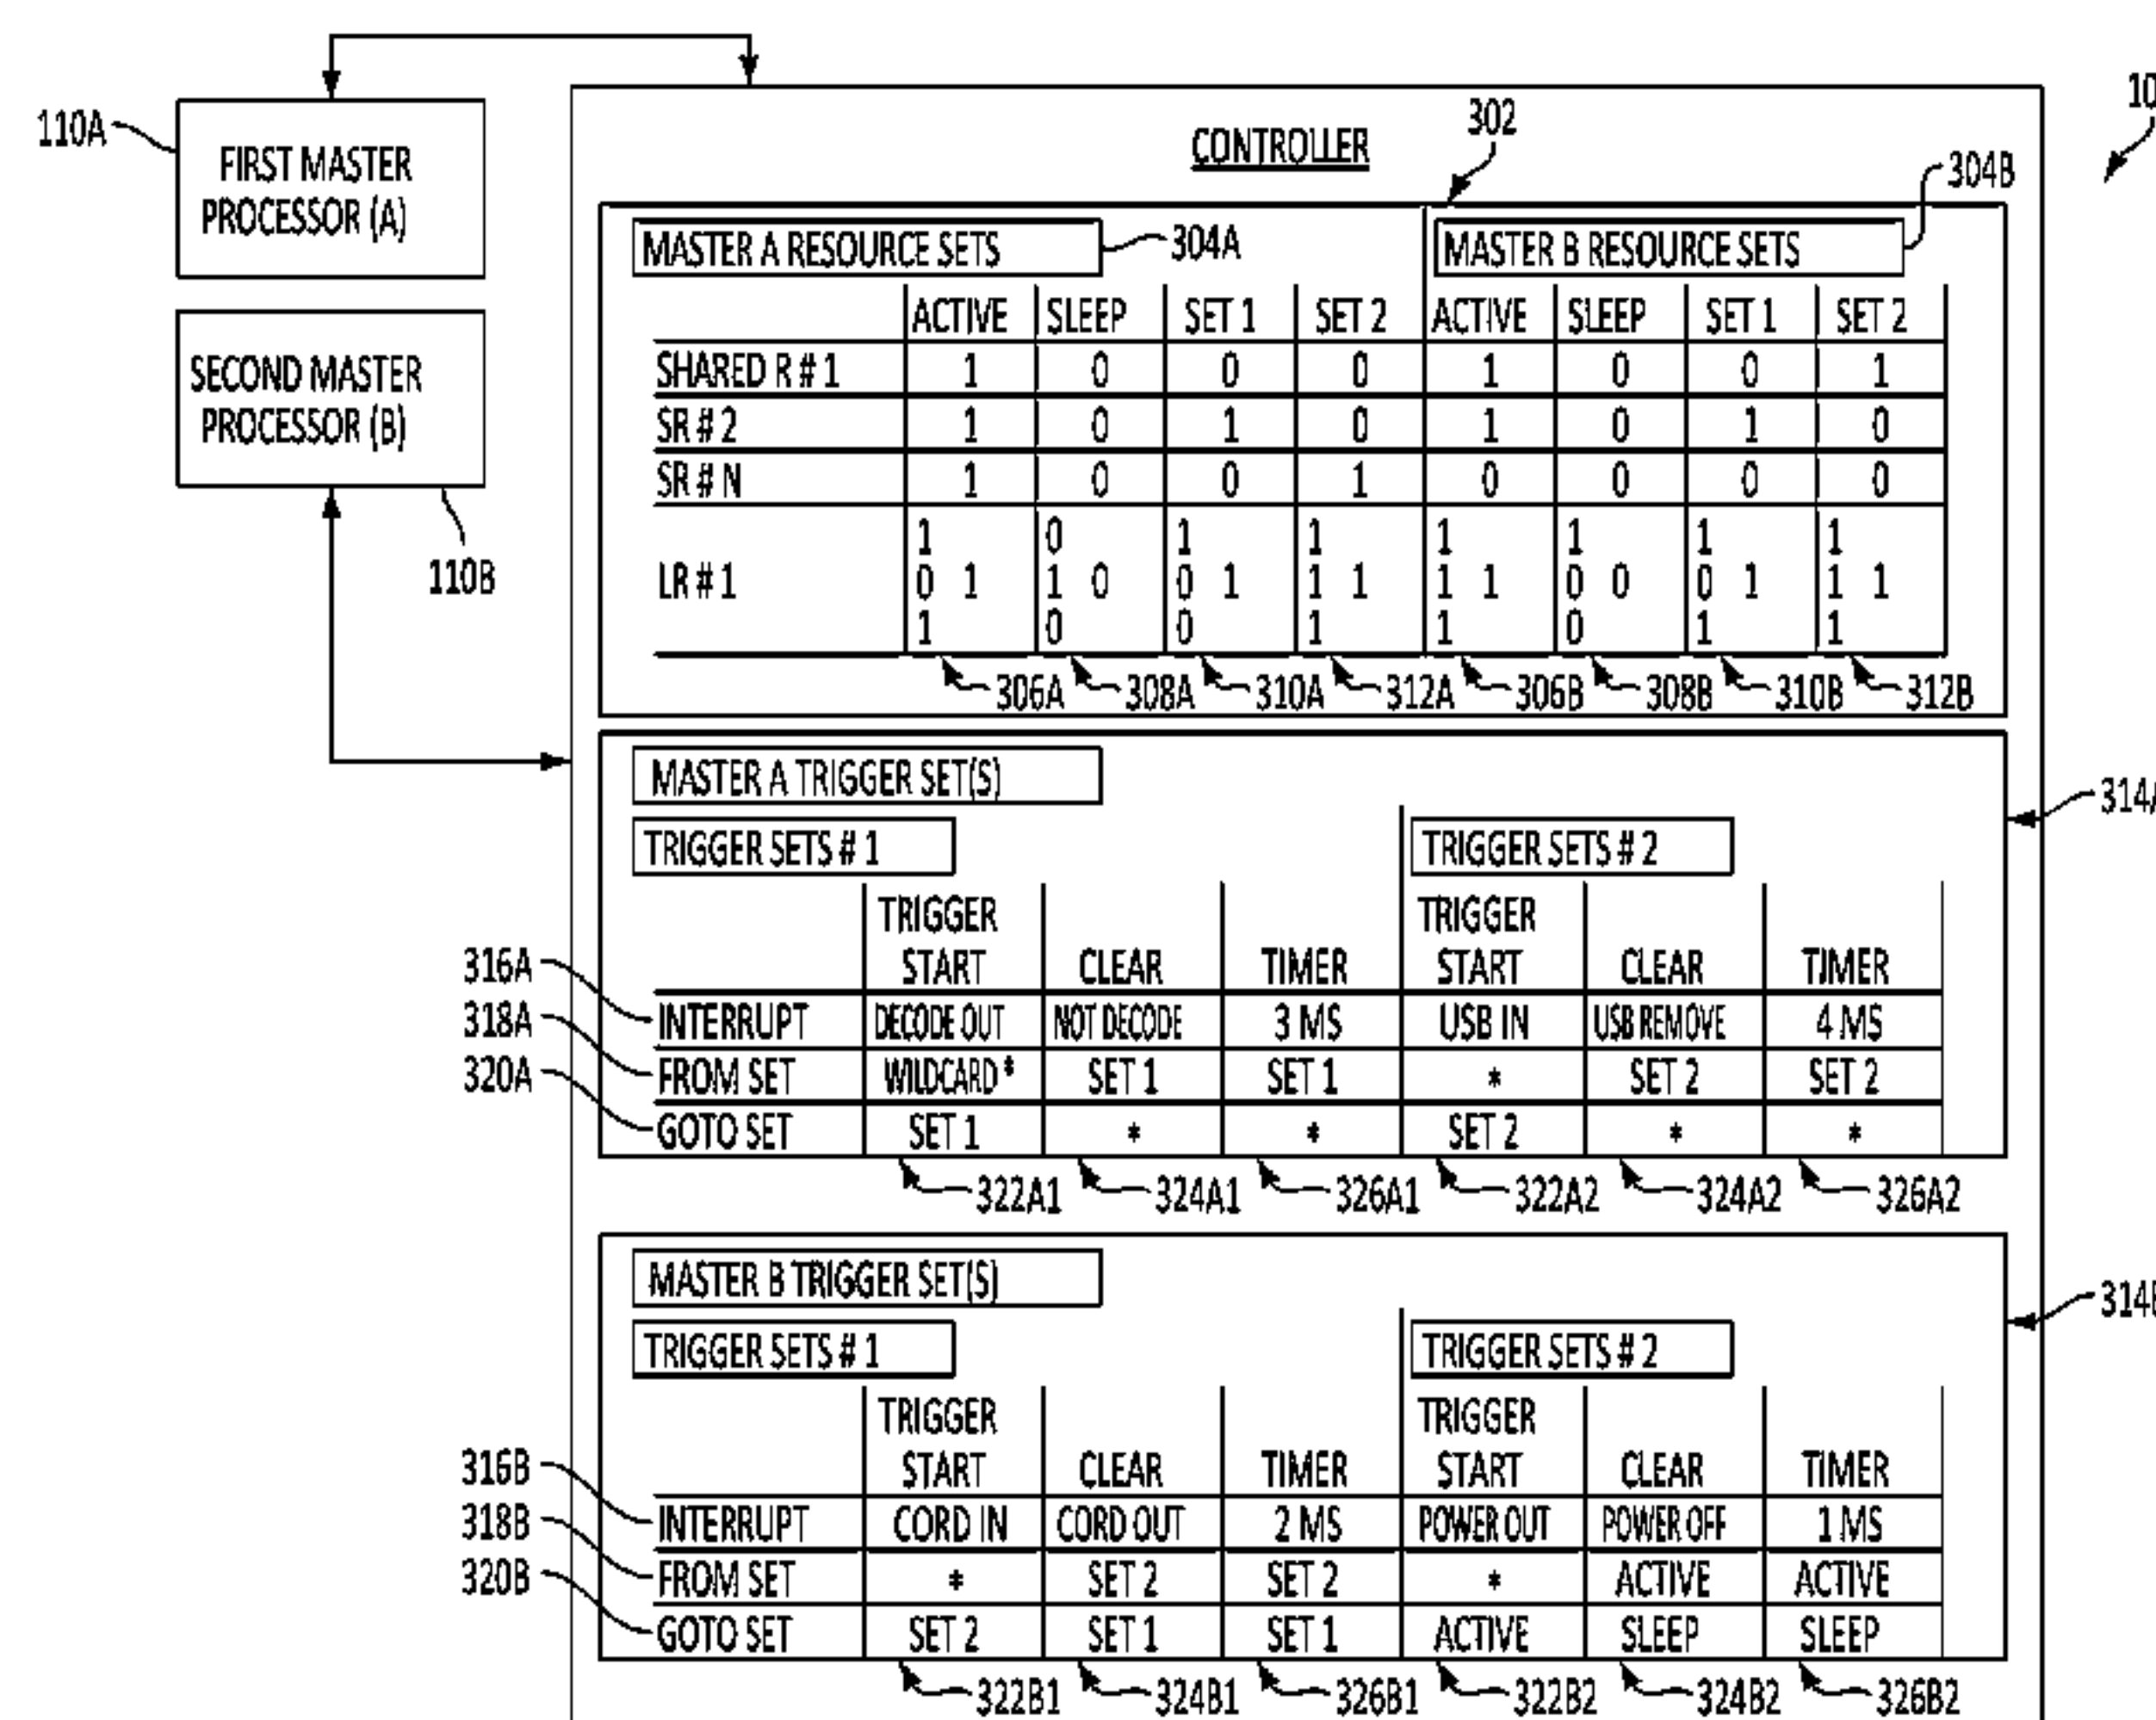 110A
FIRST MASTER
PROCESSOR (A)
SECOND MASTER
PROCESSOR (B)
110B
CONTROLLER
302
10
304B
MASTER A RESOURCE SETS
304A
MASTER B RESOURCE SETS
ACTIVE SLEEP SET 1 SET 2 ACTIVE SLEEP SET 1 SET 2
SHARED R # 1 1 0 0 0 1 0 0 1
SR # 2 1 0 1 0 1 0 1 0
SR # N 1 0 0 1 0 0 0 0
1 0 1 1 1 1 1 1
LR # 1 0 1 1 0 0 1 1 1 1 1 0 0 0 1 1 1
1 0 0 1 1 0 1 1
306A 308A 310A 312A 306B 308B 310B 312B
MASTER A TRIGGER SET(S)
314A
TRIGGER SETS # 1 TRIGGER SETS # 2
TRIGGER TRIGGER
START CLEAR TIMER START CLEAR TIMER
316A INTERRUPT DECODE OUT NOT DECODE 3 MS USB IN USB REMOVE 4 MS
318A FROM SET WILDCARD * SET 1 SET 1 * SET 2 SET 2
320A GOTO SET SET 1 * * SET 2 * *
322A1 324A1 326A1 322A2 324A2 326A2
MASTER B TRIGGER SET(S)
314B
TRIGGER SETS # 1 TRIGGER SETS # 2
TRIGGER TRIGGER
START CLEAR TIMER START CLEAR TIMER
316B INTERRUPT CORD IN CORD OUT 2 MS POWER OUT POWER OFF 1 MS
318B FROM SET * SET 2 SET 2 * ACTIVE ACTIVE
320B GOTO SET SET 2 SET 1 SET 1 ACTIVE SLEEP SLEEP
322B1 324B1 326B1 322B2 324B2 326B2